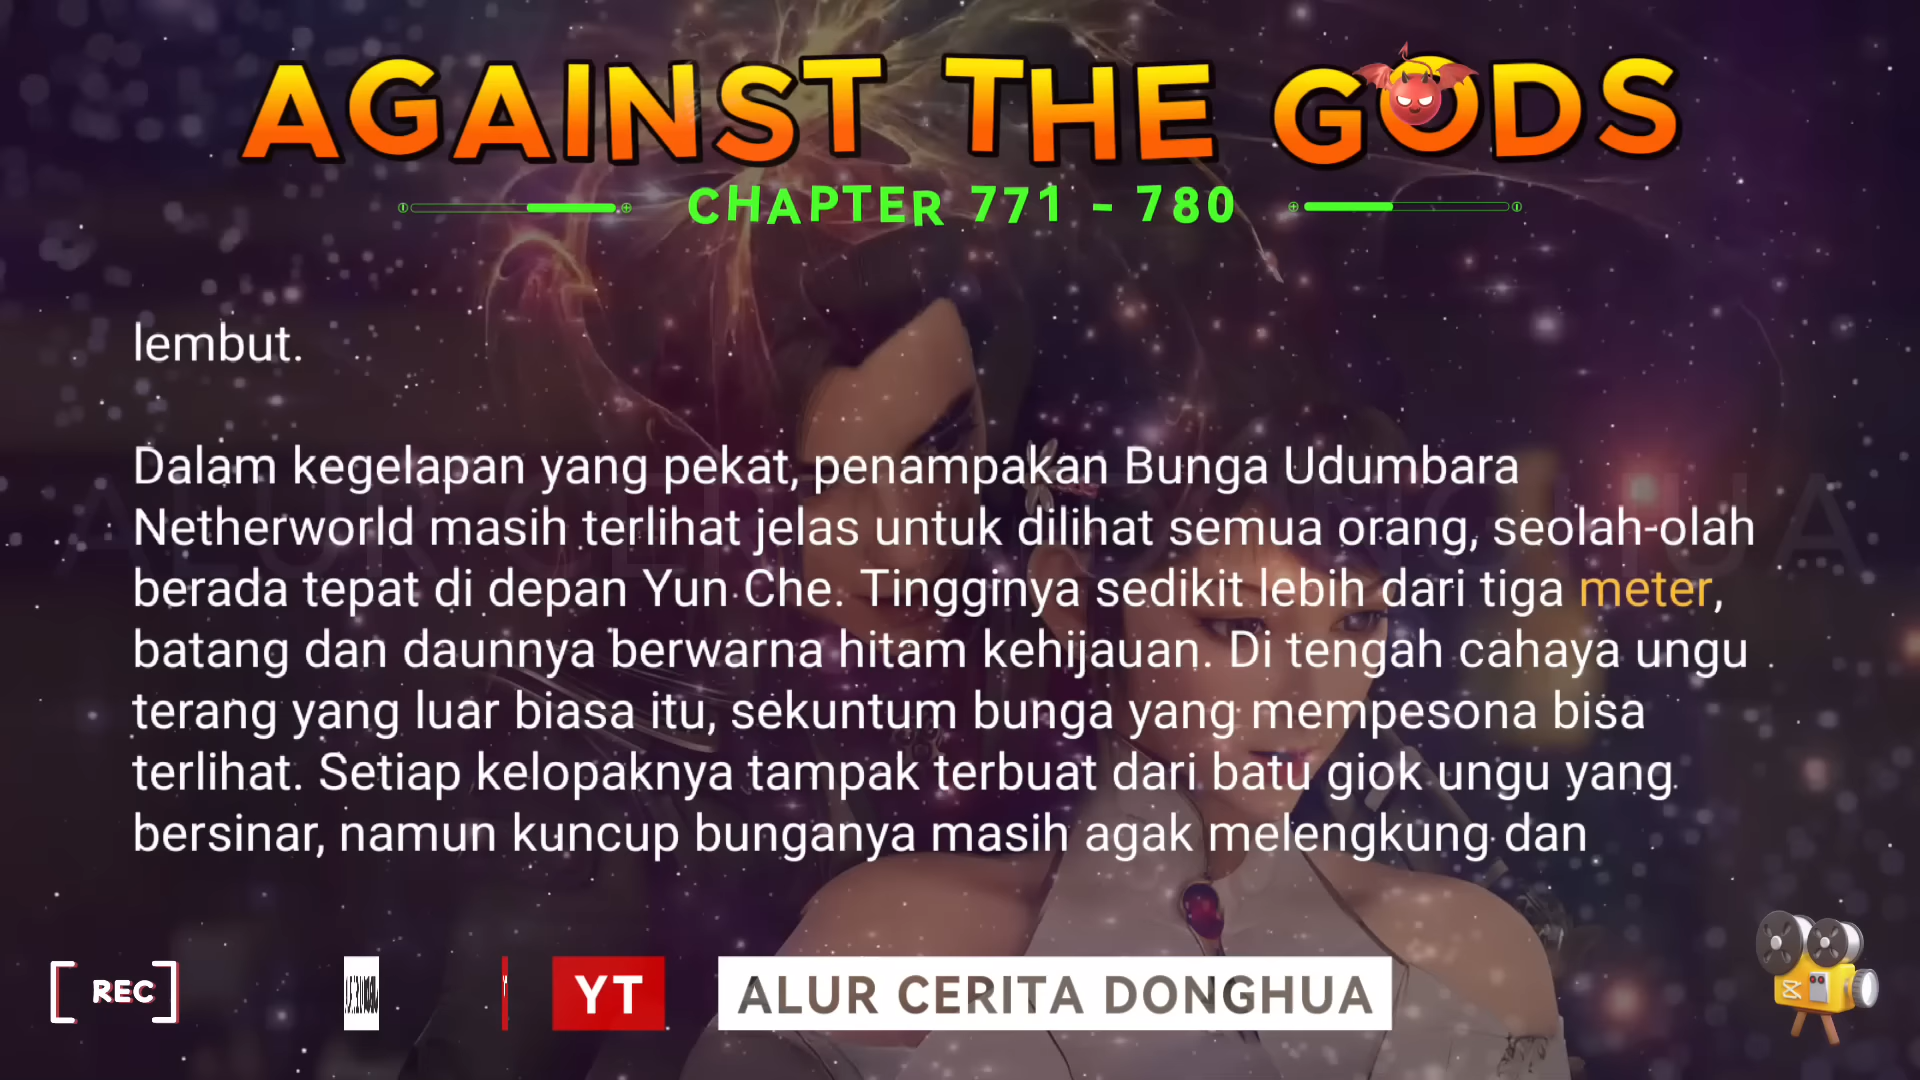 AGAINST THE GODS
CHAPTER 771 - 780
lembut.
Dalam kegelapan yang pekat, penampakan Bunga Udumbara
Netherworld masih terlihat jelas untuk dilihat semua orang, seolah-olah
berada tepat di depan Yun Che. Tingginya sedikit lebih dari tiga meter,
batang dan daunnya berwarna hitam kehijauan. Di tengah cahaya ungu
terang yang luar biasa itu, sekuntum bunga yang mempesona bisa
terlihat. Setiap kelopaknya tampak terbuat dari batu giok ungu yang
bersinar, namun kuncup bunganya masih agak melengkung dan
REC
YT
ALUR CERITA DONGHUA